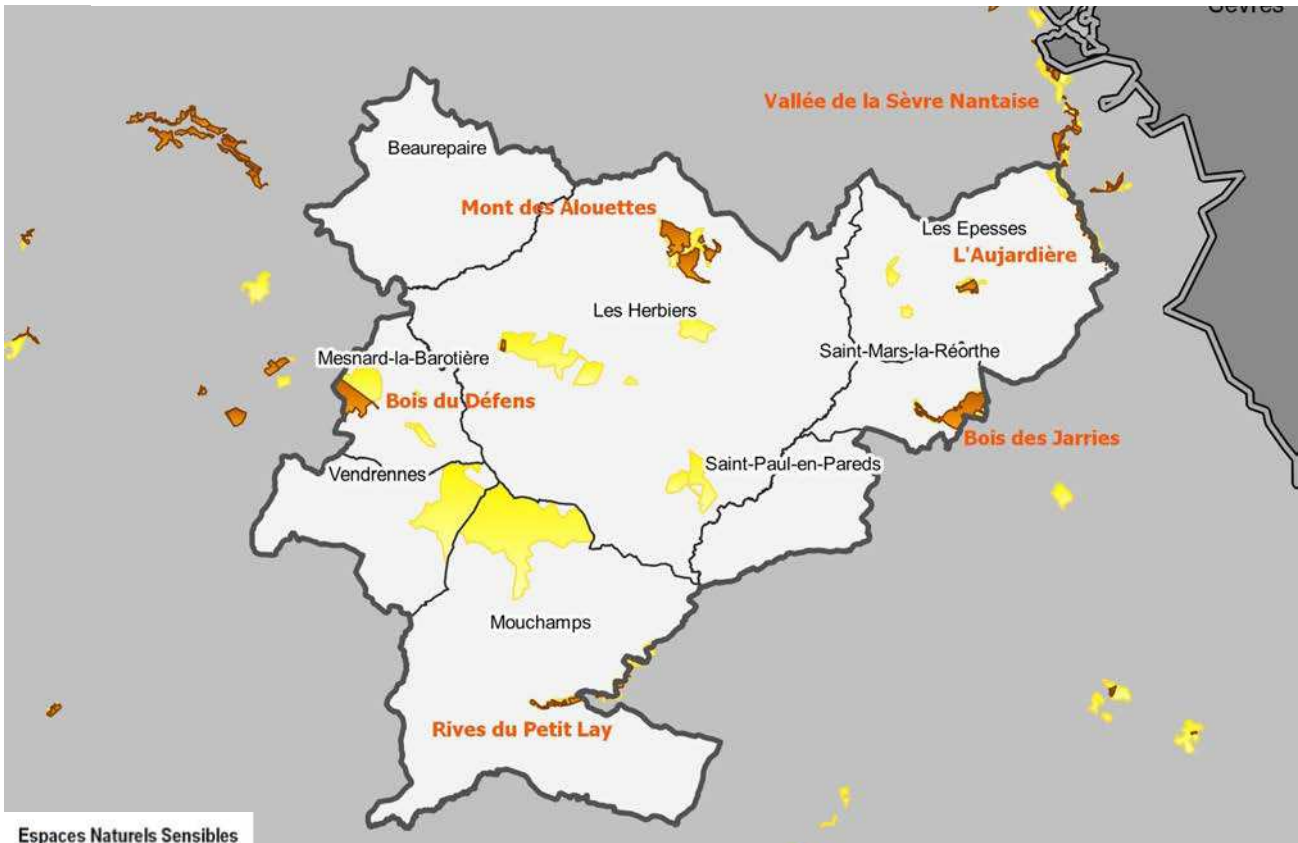 Sèvres
Vallée de la Sèvre Nantaise
Beaurepaire
Mont des Alouettes
Les Epesses
L'Aujardière
Les Herbiers
Mesnard-la-Barotière
Saint-Mars-la-Réorthe
Bois du Défens
Bois des Jarries
Saint-Paul-en-Pareds
Vendrennes
Mouchamps
Rives du Petit Lay
Espaces Naturels Sensibles